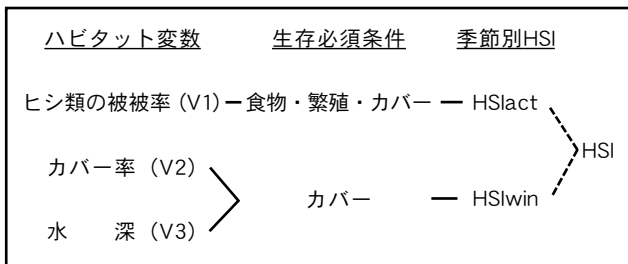 ハビタット変数 生存必須条件 季節別HSI
ヒシ類の被被率 (V1) 食物・繁殖・カバー HSIact
HSI
カバー率 (V2)
カバー HSIwin
水 深 (V3)